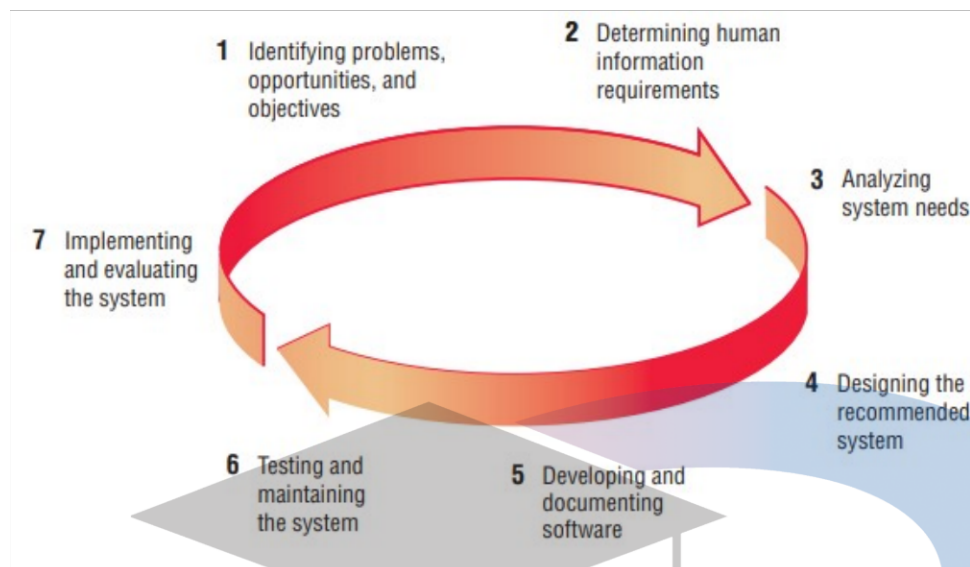 1 Identifying problems,
opportunities, and
objectives
2 Determining human
information
requirements
3 Analyzing
system needs
4 Designing the
recommended
system
5 Developing and
documenting
software
6 Testing and
maintaining
the system
7 Implementing
and evaluating
the system